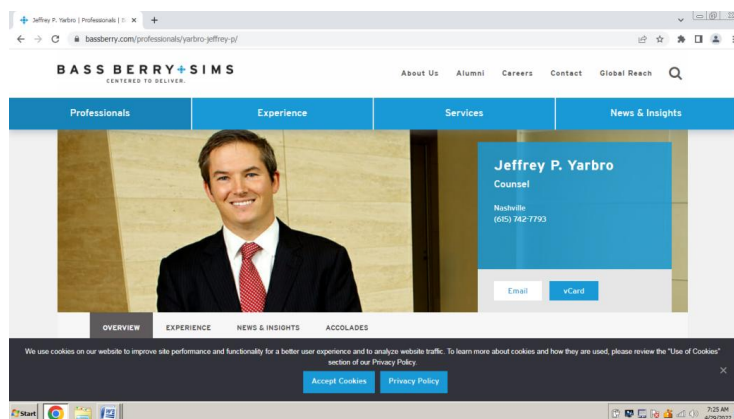 Jeffrey P. Yarbro | Professionals |
bassberry.com/professionals/yarbro-jeffrey-p/
BASS BERRY+SIMS
CENTERED TO DELIVER.
About Us Alumni Careers Contact Global Reach
Professionals Experience Services News & Insights
Jeffrey P. Yarbro
Counsel
Nashville
(615) 742-7793
Email vCard
OVERVIEW EXPERIENCE NEWS & INSIGHTS ACCOLADES
We use cookies on our website to improve site performance and functionality for a better user experience and to analyze website traffic. To learn more about cookies and how they are used, please review the "Use of Cookies"
section of our Privacy Policy.
Accept Cookies Privacy Policy
Start
7:25 AM